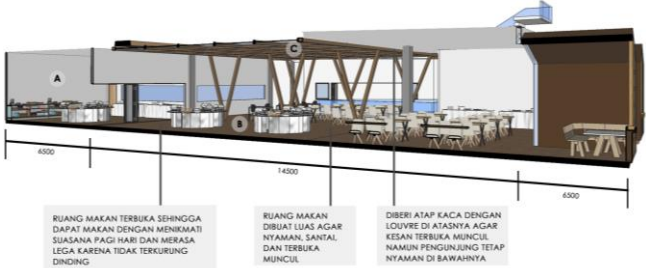 C
A
B
6500
14500
6500
RUANG MAKAN TERBUKA SEHINGGA
DAPAT MAKAN DENGAN MENIKMATI
SUASANA PAGI HARI DAN MERASA
LEGA KARENA TIDAK TERKURUNG
DINDING
RUANG MAKAN
DIBUAT LUAS AGAR
NYAMAN, SANTAI,
DAN TERBUKA
MUNCUL
DIBERI ATAP KACA DENGAN
LOUVRE DI ATASNYA AGAR
KESAN TERBUKA MUNCUL
NAMUN PENGUNJUNG TETAP
NYAMAN DI BAWAHNYA